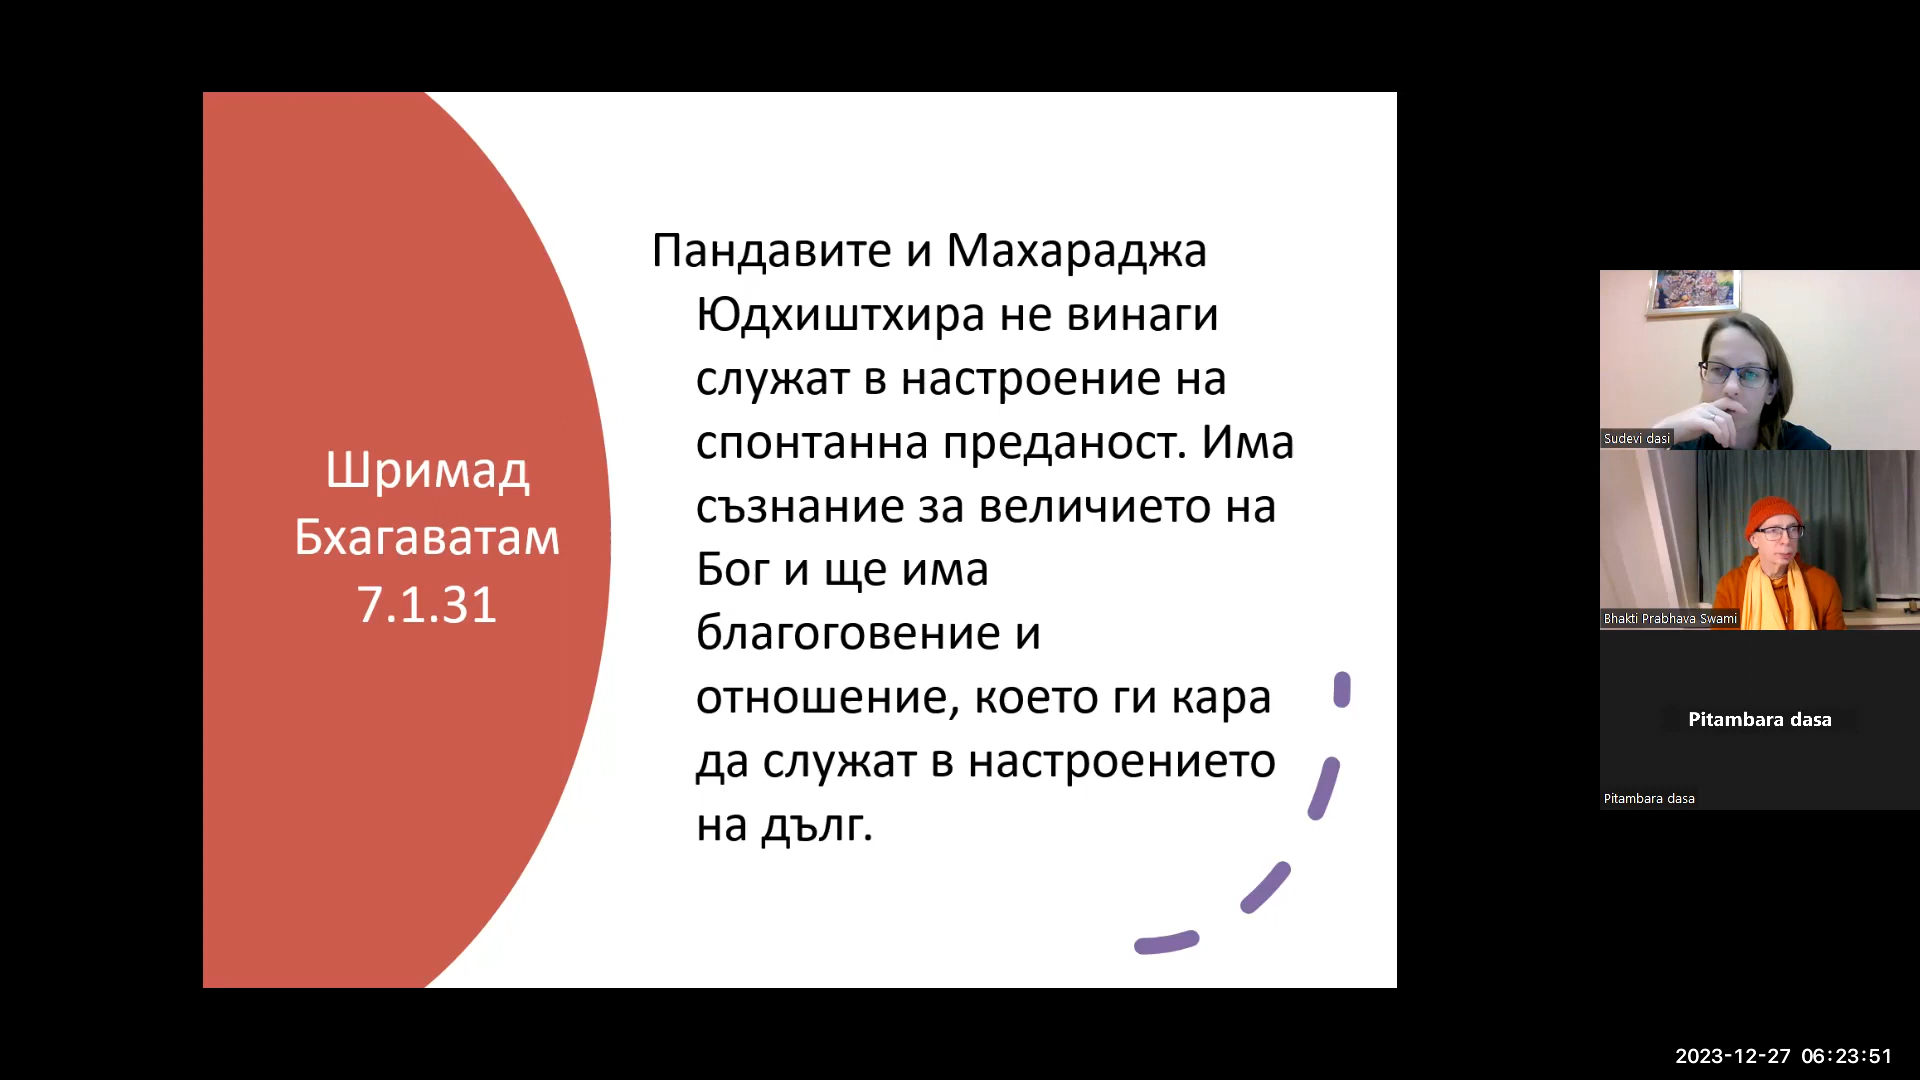 Шримад
Бхагаватам
7.1.31
Пандавите и Махараджа
Юдхиштхира не винаги
служат в настроение на
спонтанна преданост. Има
съзнание за величието на
Бог и ще има
благоговение и
отношение, което ги кара
да служат в настроението
на дълг.
Sudevi dasi
Bhakti Prabhava Swami
Pitambara dasa
Pitambara dasa
2023-12-27 06:23:51